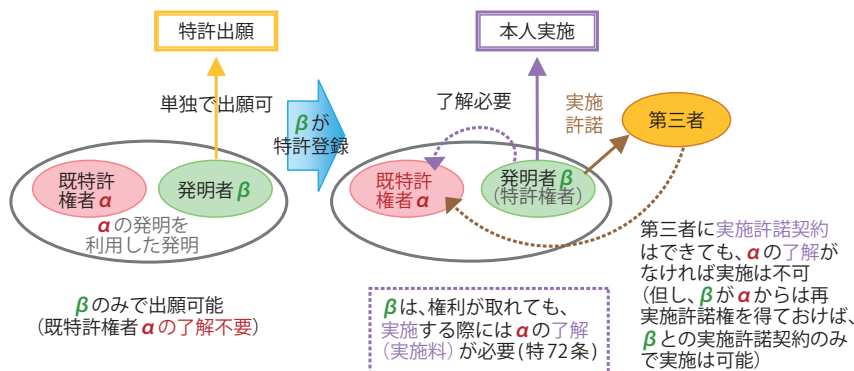 特許出願
単独で出願可
既特許
権者α
発明者β
αの発明を
利用した発明
βのみで出願可能
(既特許権者αの了解不要)
βが
特許登録
本人実施
了解必要
実施
許諾
第三者
既特許
権者α
発明者β
(特許権者)
βは、権利が取れても、
実施する際にはαの了解
(実施料)が必要(特72条)
第三者に実施許諾契約
はできても、αの了解が
なければ実施は不可
(但し、βがαからは再
実施許諾権を得ておけば、
βとの実施許諾契約のみ
で実施は可能)